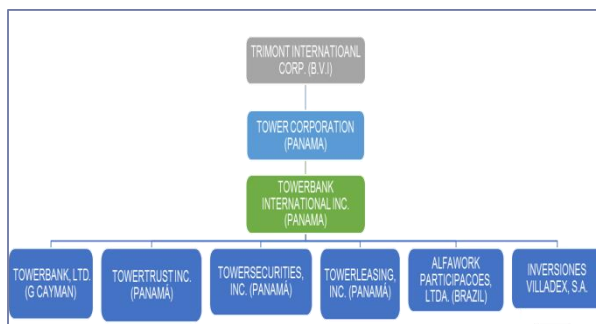 TRIMONT INTERNATIOANL
CORP. (B.V.I)
TOWER CORPORATION
(PANAMA)
TOWERBANK
INTERNATIONAL INC.
(PANAMA)
TOWERBANK, LTD.
(G CAYMAN)
TOWERTRUST INC.
(PANAMÁ)
TOWERSECURITIES,
INC. (PANAMÁ)
TOWERLEASING,
INC. (PANAMÁ)
ALFAWORK
PARTICIPACOES,
LTDA. (BRAZIL)
INVERSIONES
VILLADEX, S.A.